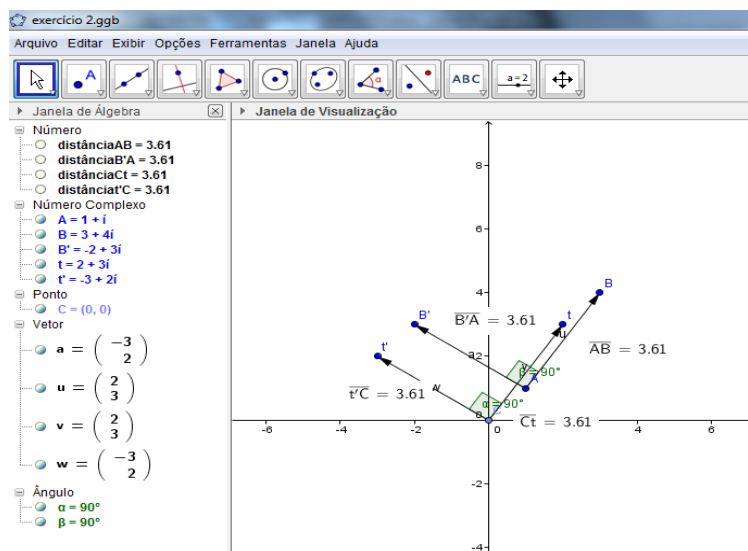 exercício 2.ggb
Arquivo Editar Exibir Opções Ferramentas Janela Ajuda
A
α
ABC
a=2
Janela de Álgebra
Número
distânciaAB = 3.61
distânciaB'A = 3.61
distânciaCt = 3.61
distânciat'C = 3.61
Número Complexo
A = 1 + í
B = 3 + 4í
B' = -2 + 3í
t = 2 + 3í
t' = -3 + 2í
Ponto
C = (0, 0)
Vetor
a = ( -3
2 )
u = ( 2
3 )
v = ( 2
3 )
w = ( -3
2 )
Ângulo
α = 90°
β = 90°
Janela de Visualização
8
6
B
4
B'
B'A = 3.61
t
u
t'
a
2
AB = 3.61
v
β = 90°
A
t'C = 3.61
w
α = 90°
C
0
Ct = 3.61
-6
-4
-2
0
4
6
-2
-4